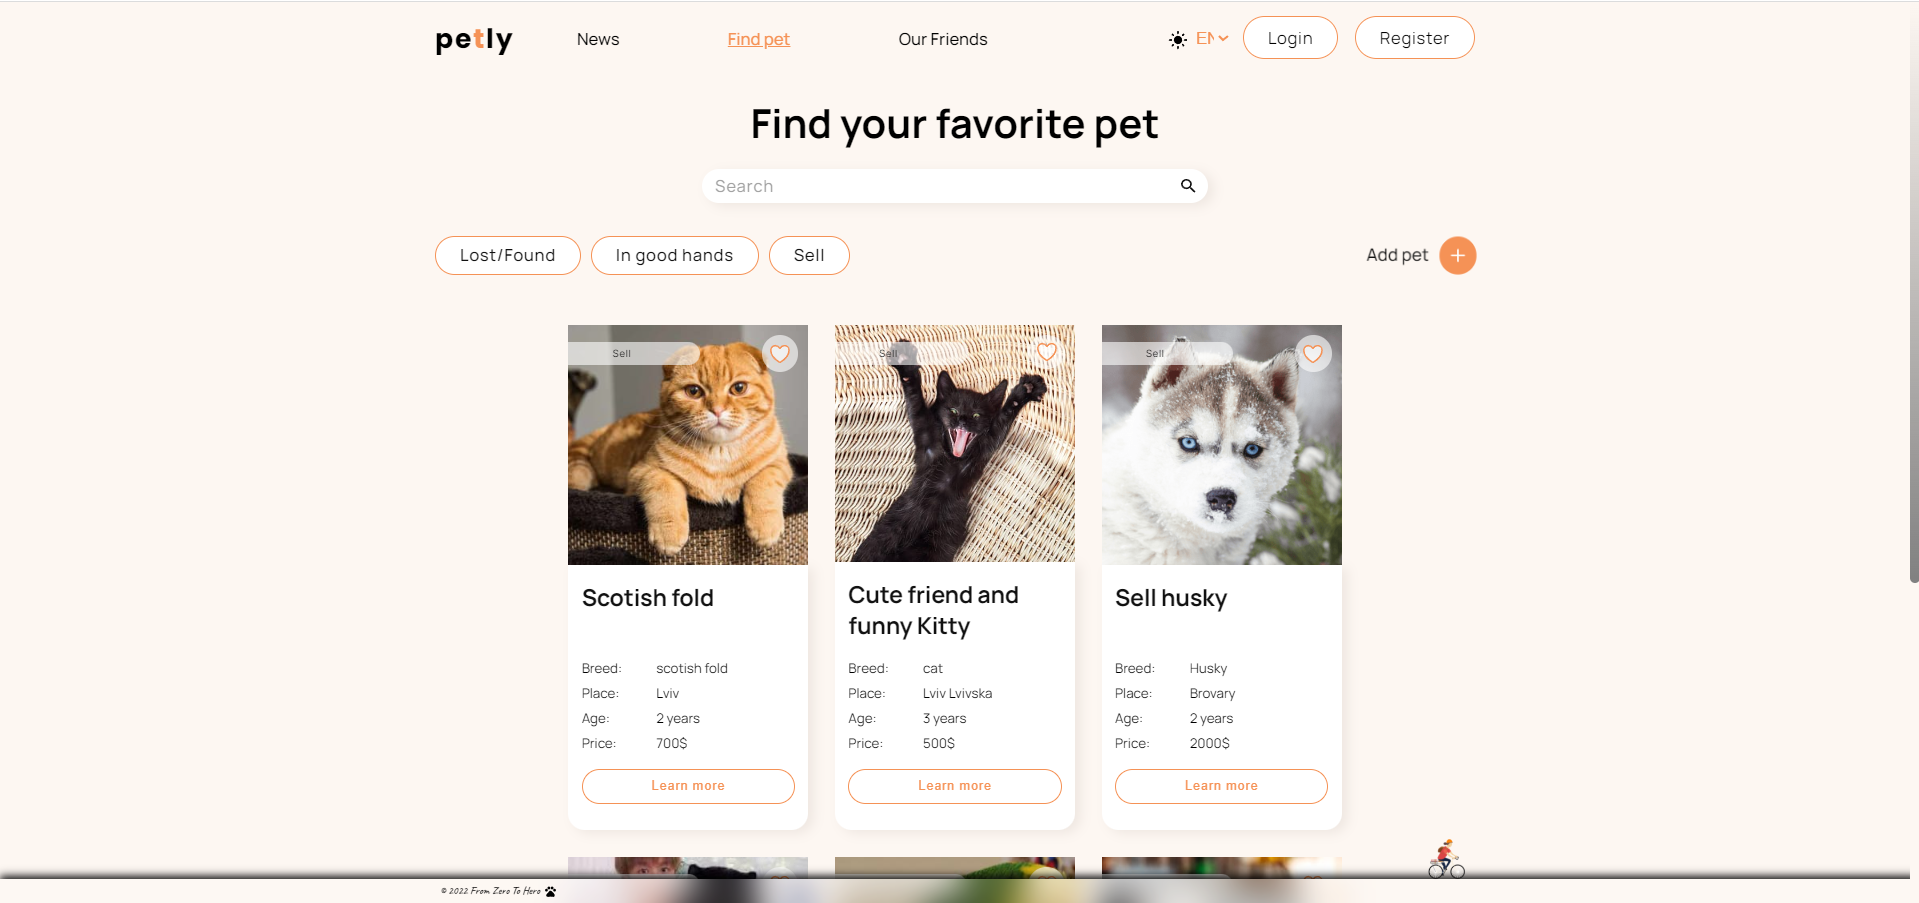 petly
News
Find pet
Our Friends
EN
Login
Register
Find your favorite pet
Search
Lost/Found
In good hands
Sell
Add pet
Sell
Sell
Sell
Scotish fold
Breed: scotish fold
Place: Lviv
Age: 2 years
Price: 700$
Learn more
Cute friend and
funny Kitty
Breed: cat
Place: Lviv Lvivska
Age: 3 years
Price: 500$
Learn more
Sell husky
Breed: Husky
Place: Brovary
Age: 2 years
Price: 2000$
Learn more
© 2022 From Zero To Hero